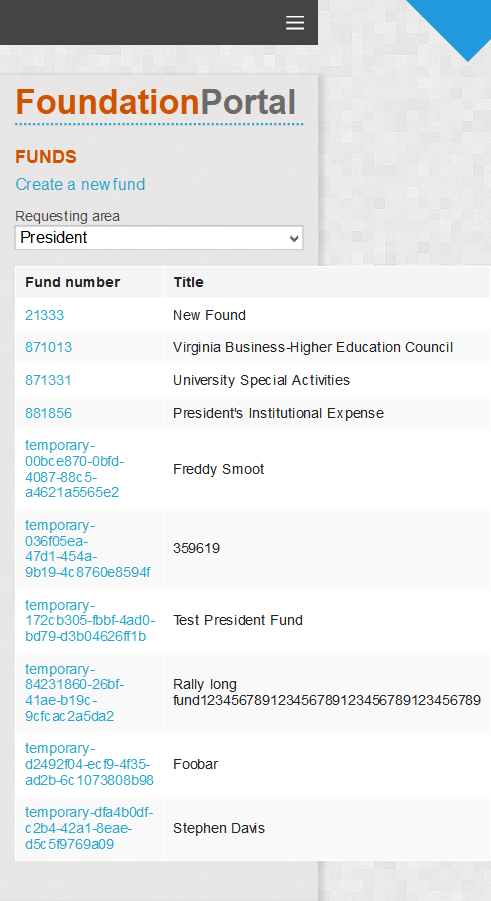 FoundationPortal
FUNDS
Create a new fund
Requesting area
President
Fund number Title
21333 New Found
871013 Virginia Business-Higher Education Council
871331 University Special Activities
881856 President's Institutional Expense
temporary-
00bce870-0bfd-
4087-88c5-
a4621a5565e2
Freddy Smoot
temporary-
036f05ea-
47d1-454a-
9b19-4c8760e8594f
359619
temporary-
172cb305-fbbf-4ad0-
bd79-d3b04626ff1b
Test President Fund
temporary-
84231860-26bf-
41ae-b19c-
9cfcac2a5da2
Rally long
fund123456789123456789123456789123456789
temporary-
d2492f04-ecf9-4f35-
ad2b-6c1073808b98
Foobar
temporary-dfa4b0df-
c2b4-42a1-8eae-
d5c5f9769a09
Stephen Davis